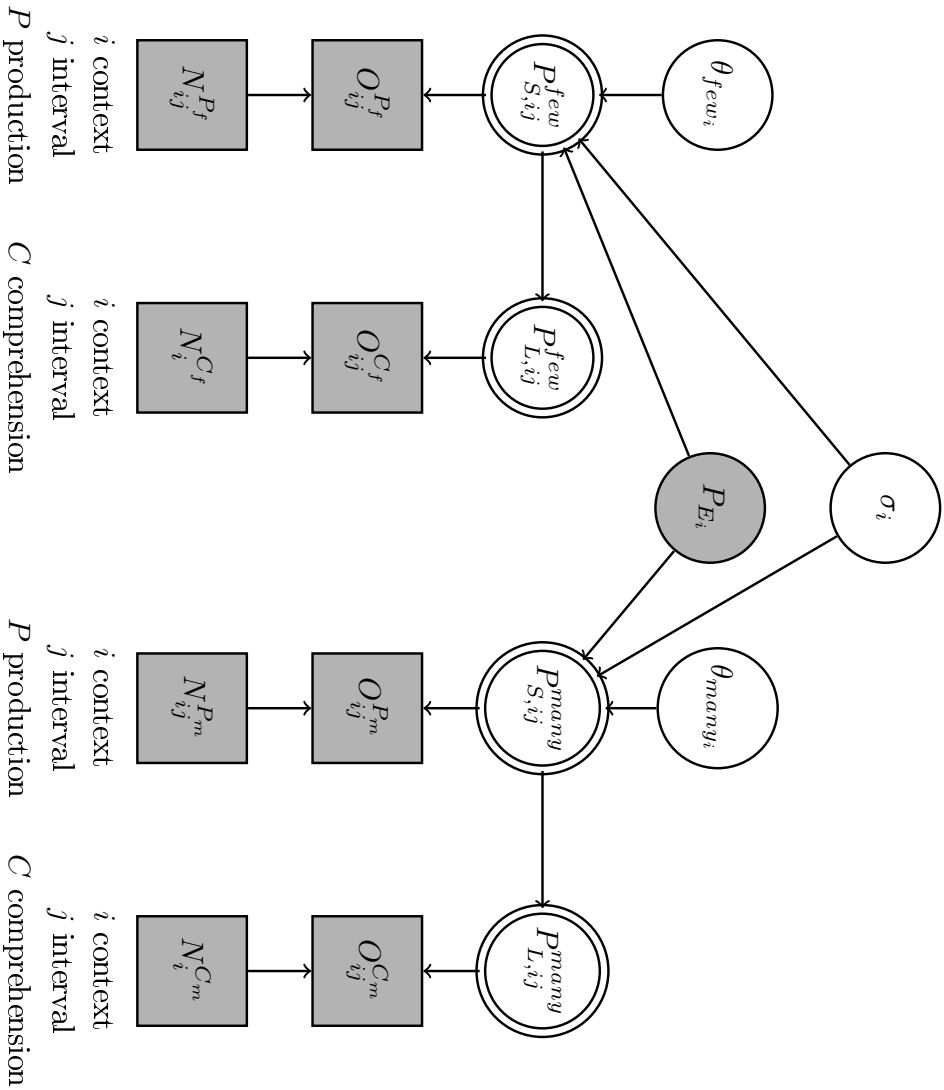 σ_i
θ_{few_i}
P_{E_i}
θ_{many_i}
P^{few}_{S,ij}
P^{few}_{L,ij}
P^{many}_{S,ij}
P^{many}_{L,ij}
O^{P_f}_{ij}
O^{C_f}_{ij}
O^{P_m}_{ij}
O^{C_m}_{ij}
N^{P_f}_{ij}
N^{C_f}_{i}
N^{P_m}_{ij}
N^{C_m}_{i}
i context
j interval
P production
i context
j interval
C comprehension
i context
j interval
P production
i context
j interval
C comprehension